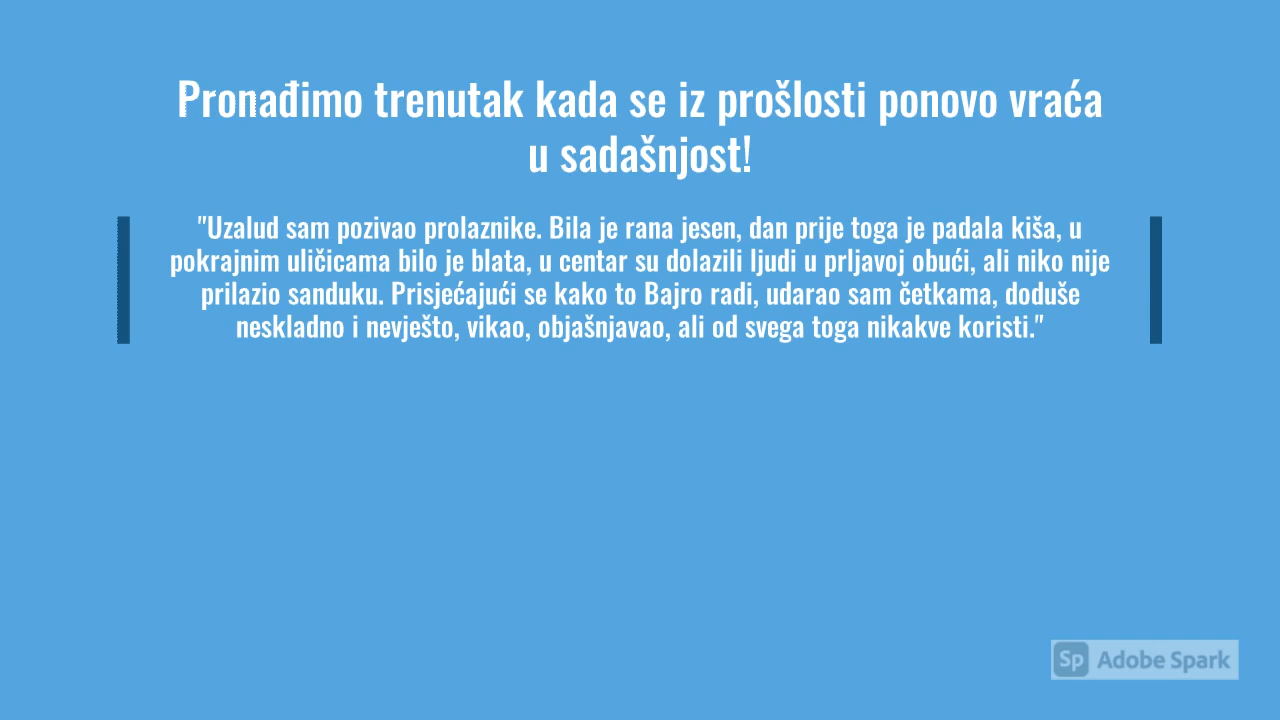 Pronađimo trenutak kada se iz prošlosti ponovo vraća
u sadašnjost!
"Uzalud sam pozivao prolaznike. Bila je rana jesen, dan prije toga je padala kiša, u
pokrajnim uličicama bilo je blata, u centar su dolazili ljudi u prljavoj obući, ali niko nije
prilazio sanduku. Prisjećajući se kako to Bajro radi, udarao sam četkama, doduše
neskladno i nevješto, vikao, objašnjavao, ali od svega toga nikakve koristi."
Sp Adobe Spark